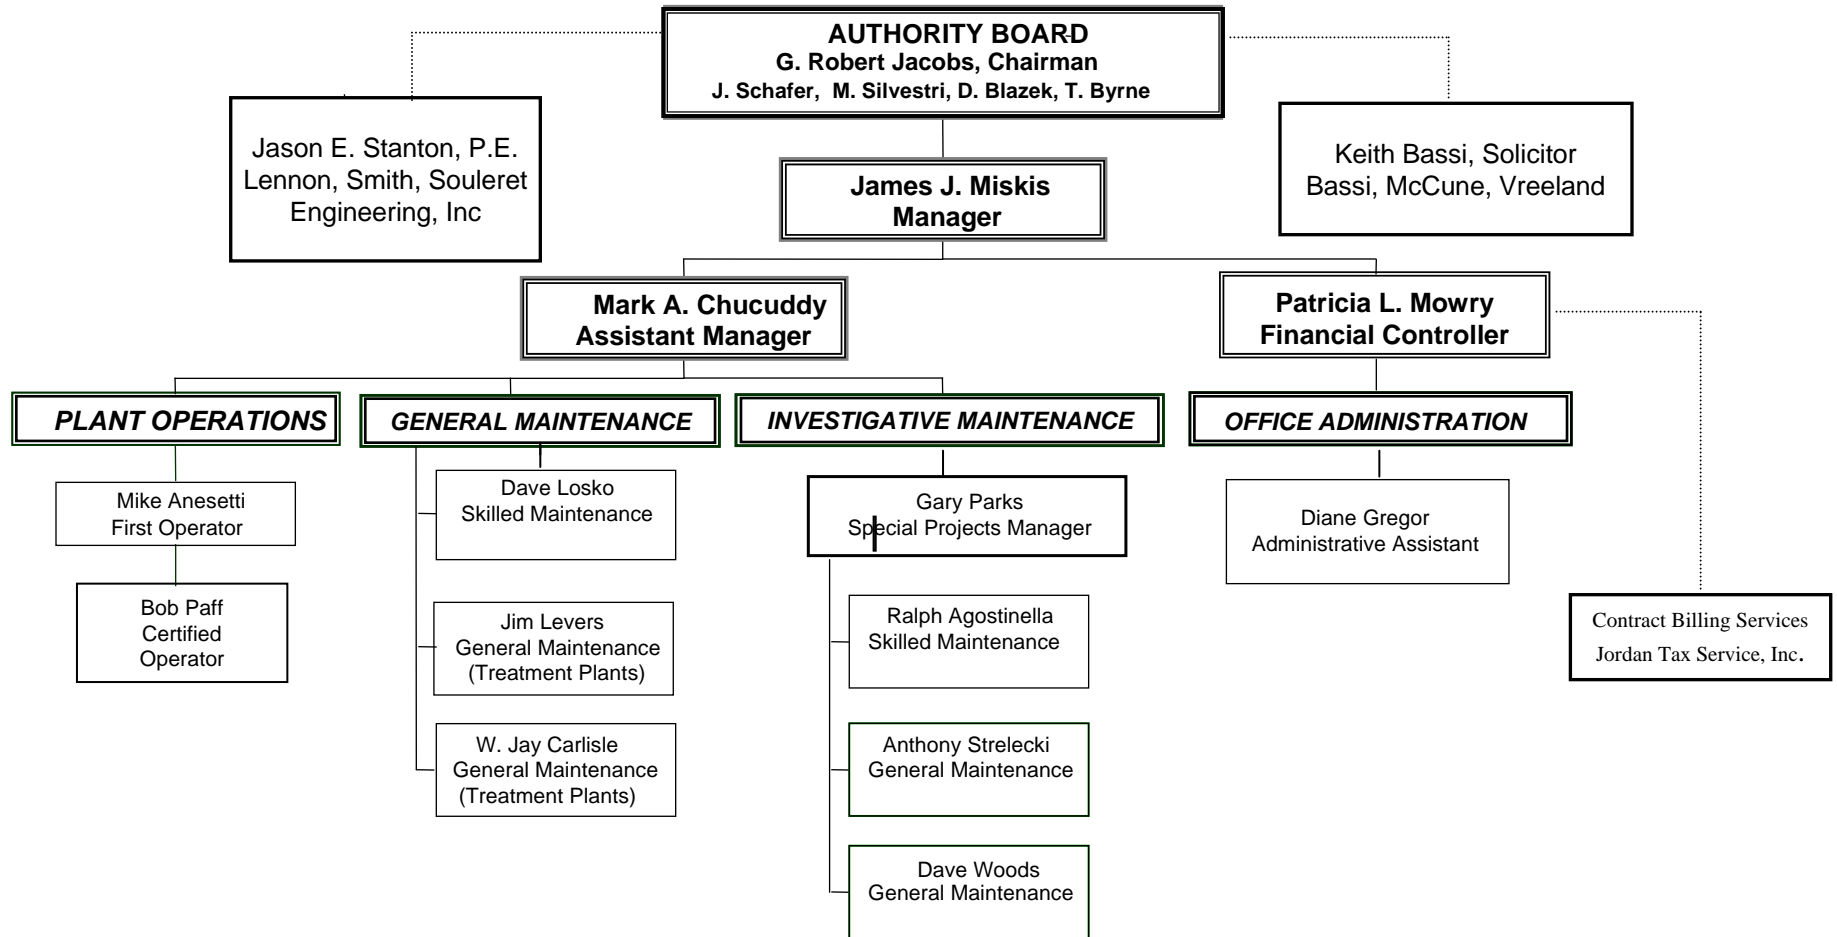 AUTHORITY BOARD
G. Robert Jacobs, Chairman
J. Schafer, M. Silvestri, D. Blazek, T. Byrne
Jason E. Stanton, P.E.
Lennon, Smith, Souleret
Engineering, Inc
Keith Bassi, Solicitor
Bassi, McCune, Vreeland
James J. Miskis
Manager
Mark A. Chucuddy
Assistant Manager
Patricia L. Mowry
Financial Controller
PLANT OPERATIONS
GENERAL MAINTENANCE
INVESTIGATIVE MAINTENANCE
OFFICE ADMINISTRATION
Mike Anesetti
First Operator
Bob Paff
Certified
Operator
Dave Losko
Skilled Maintenance
Jim Levers
General Maintenance
(Treatment Plants)
W. Jay Carlisle
General Maintenance
(Treatment Plants)
Gary Parks
Special Projects Manager
Ralph Agostinella
Skilled Maintenance
Anthony Strelecki
General Maintenance
Dave Woods
General Maintenance
Diane Gregor
Administrative Assistant
Contract Billing Services
Jordan Tax Service, Inc.